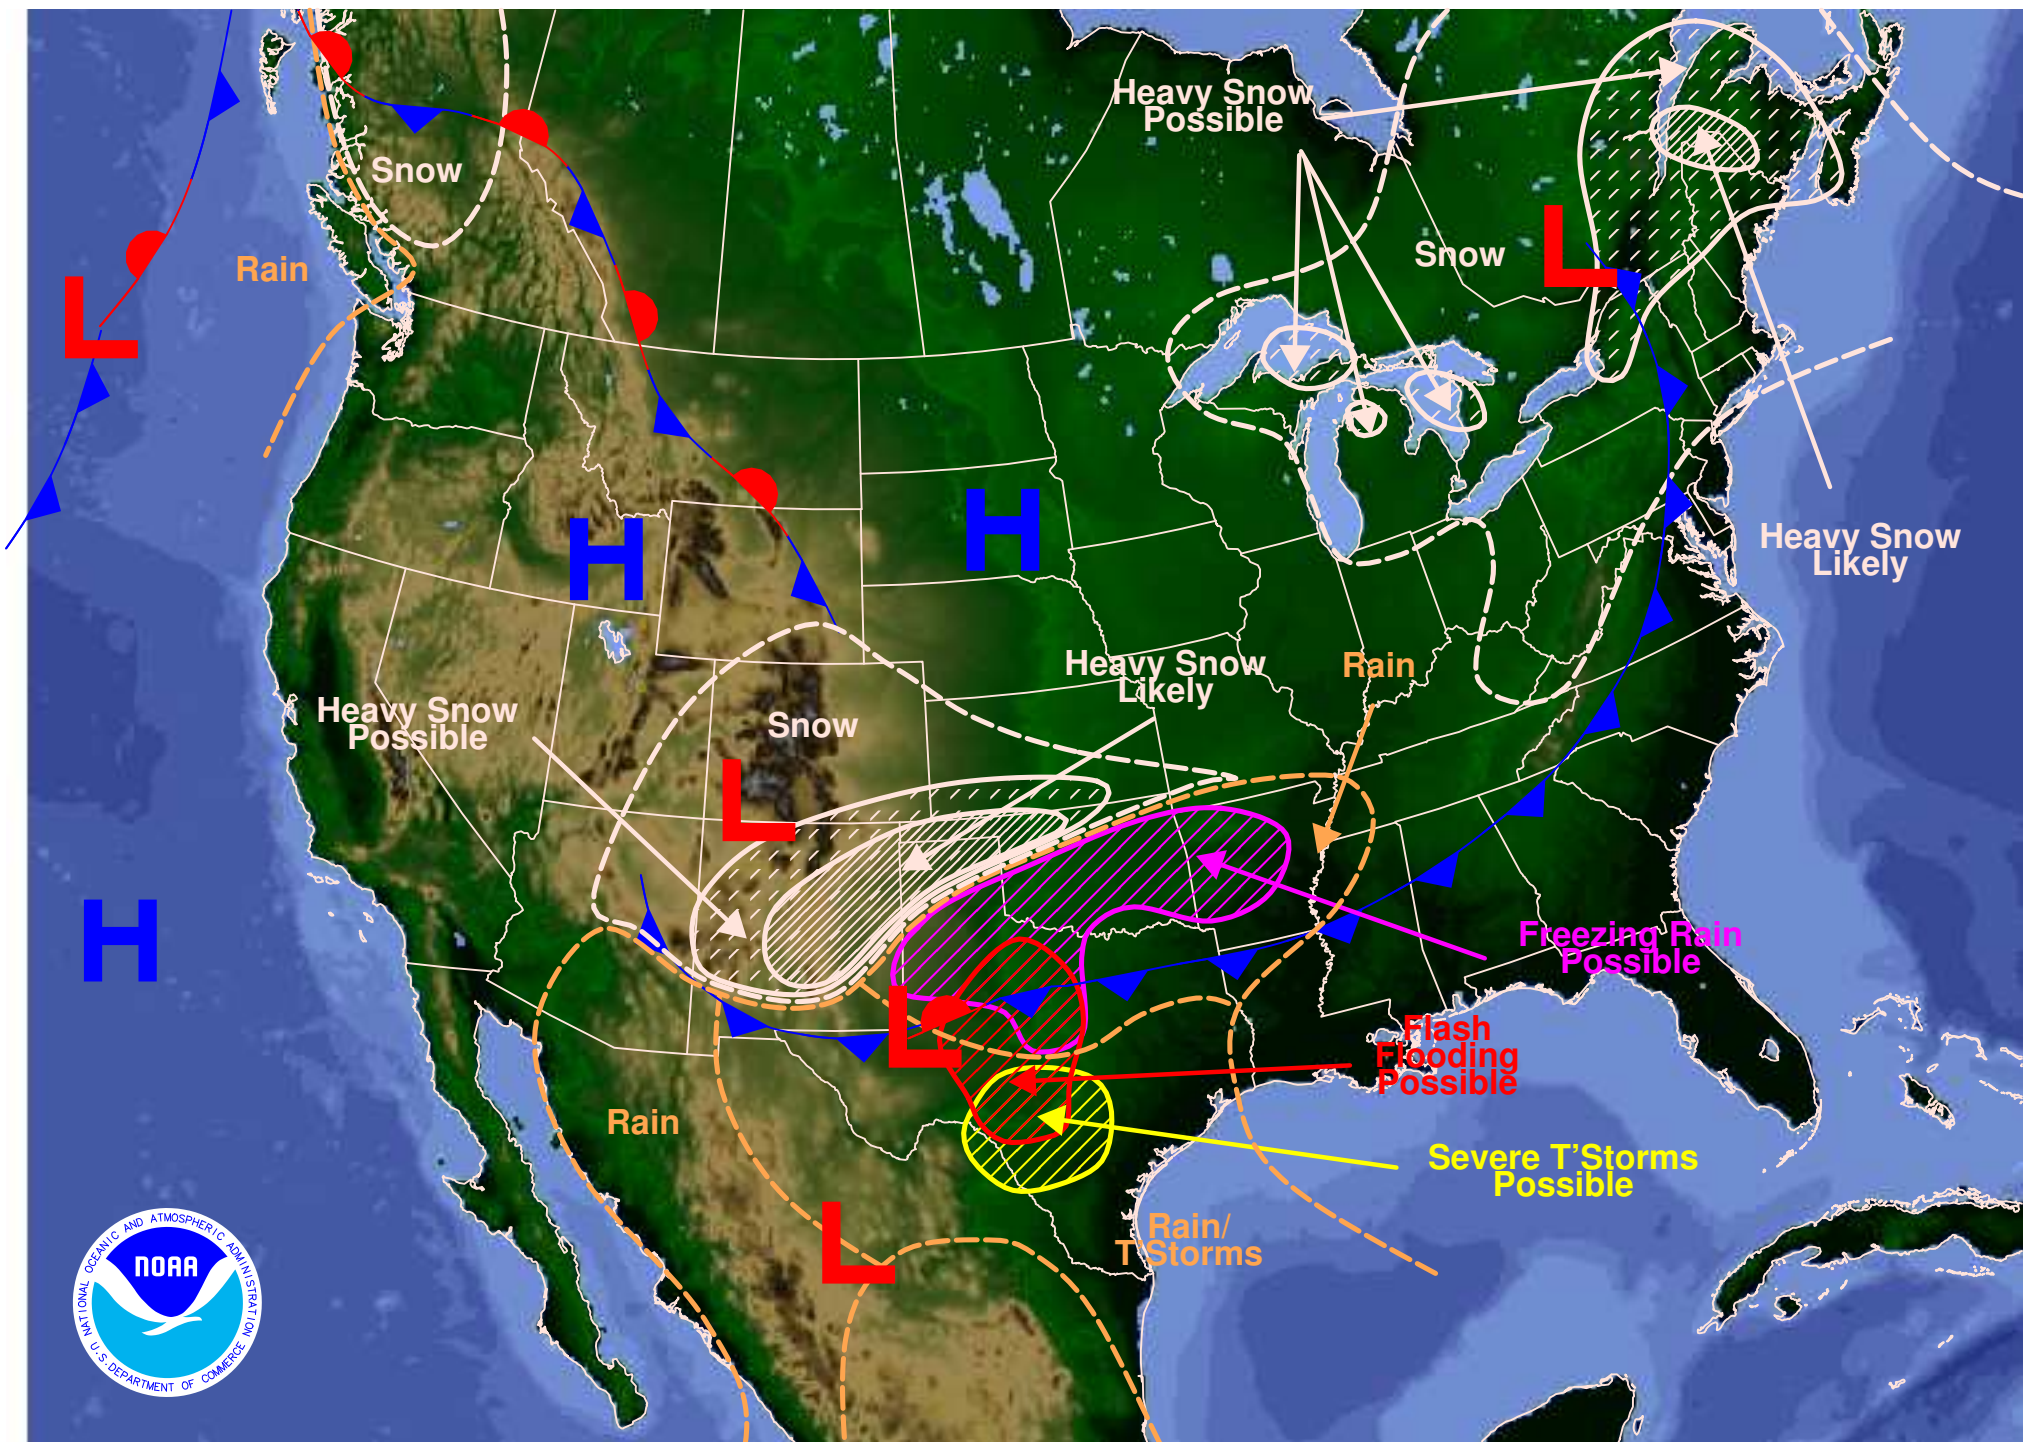 Heavy Snow
Possible
Snow
Rain
L
Snow
L
H
H
Heavy Snow
Likely
Heavy Snow
Likely
Rain
Heavy Snow
Possible
Snow
L
H
Freezing Rain
Possible
L
Flash
Flooding
Possible
Rain
Severe T'Storms
Possible
L
Rain/
T'Storms
NATIONAL OCEANIC AND ATMOSPHERIC ADMINISTRATION
NOAA
U.S. DEPARTMENT OF COMMERCE